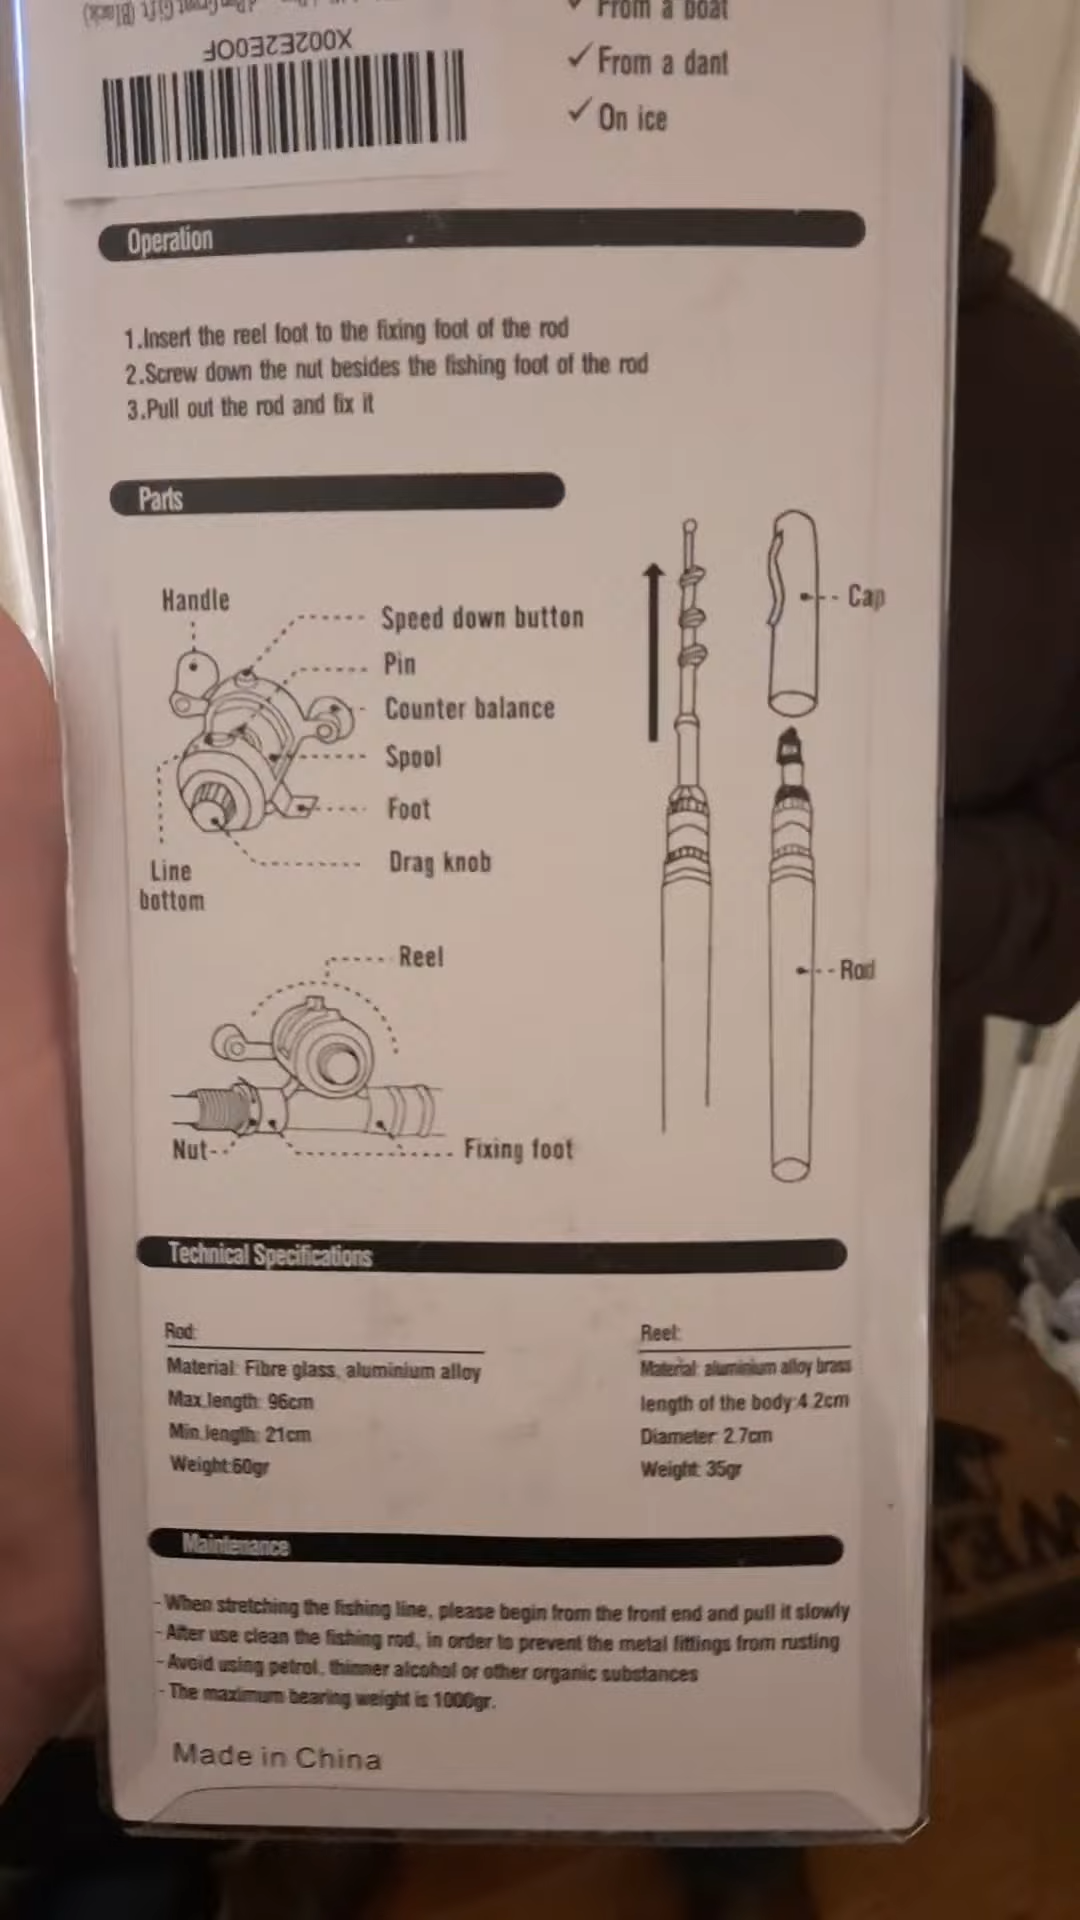 Gift (Black)
X002E2E0OF
From a boat
✓ From a dant
✓ On ice
Operation
1.Insert the reel foot to the fixing foot of the rod
2.Screw down the nut besides the fishing foot of the rod
3.Pull out the rod and fix it
Parts
Handle
Speed down button
Pin
Counter balance
Spool
Foot
Drag knob
Line
bottom
Cap
Rod
Reel
Nut
Fixing foot
Technical Specifications
Rod:
Material: Fibre glass, aluminium alloy
Max.length: 96cm
Min.length: 21cm
Weight:60gr
Reel:
Material: aluminium alloy brass
length of the body:4.2cm
Diameter: 2.7cm
Weight: 35gr
Maintenance
- When stretching the fishing line, please begin from the front end and pull it slowly
- After use clean the fishing rod, in order to prevent the metal fittings from rusting
- Avoid using petrol, thinner alcohol or other organic substances
- The maximum bearing weight is 1000gr.
Made in China